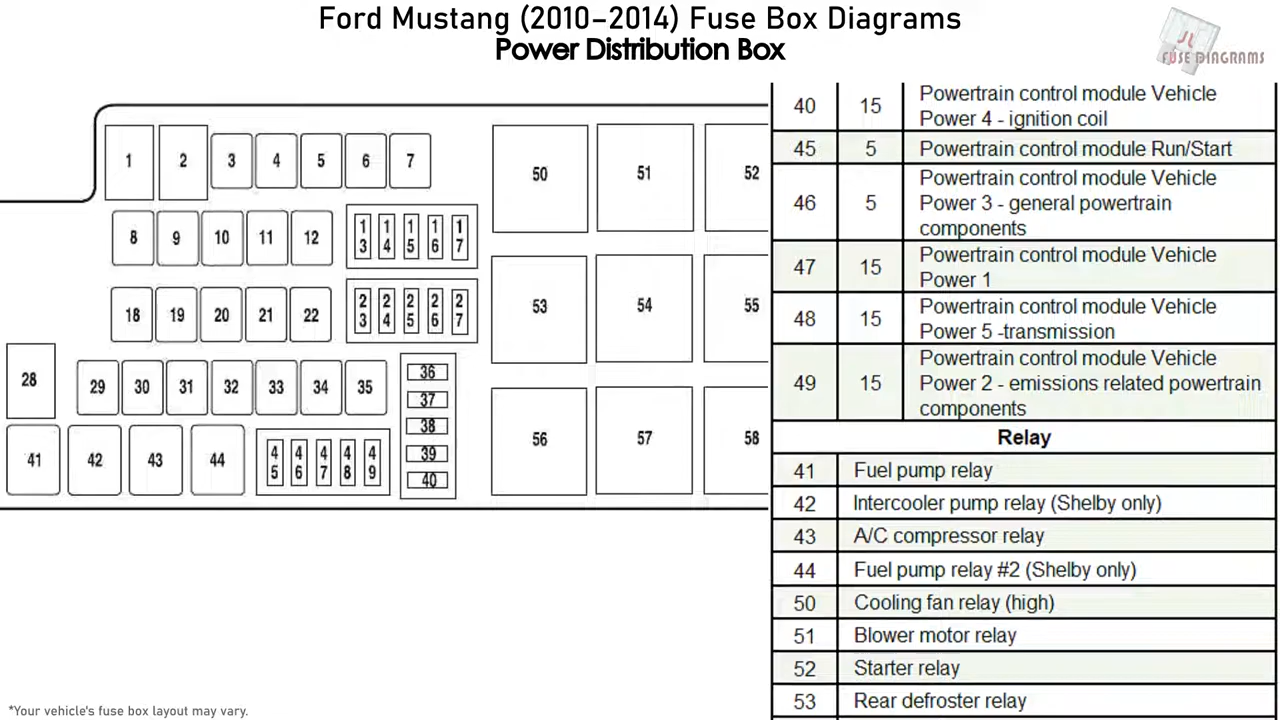 Ford Mustang (2010–2014) Fuse Box Diagrams
Power Distribution Box
JL
FUSE DIAGRAMS
1 2 3 4 5 6 7
8 9 10 11 12
13 14 15 16 17
18 19 20 21 22
23 24 25 26 27
28
29 30 31 32 33 34 35
36
37
38
39
40
41 42 43 44
45 46 47 48 49
50 51 52
53 54 55
56 57 58
40 15 Powertrain control module Vehicle
Power 4 - ignition coil
45 5 Powertrain control module Run/Start
46 5 Powertrain control module Vehicle
Power 3 - general powertrain
components
47 15 Powertrain control module Vehicle
Power 1
48 15 Powertrain control module Vehicle
Power 5 -transmission
49 15 Powertrain control module Vehicle
Power 2 - emissions related powertrain
components
Relay
41 Fuel pump relay
42 Intercooler pump relay (Shelby only)
43 A/C compressor relay
44 Fuel pump relay #2 (Shelby only)
50 Cooling fan relay (high)
51 Blower motor relay
52 Starter relay
53 Rear defroster relay
*Your vehicle's fuse box layout may vary.